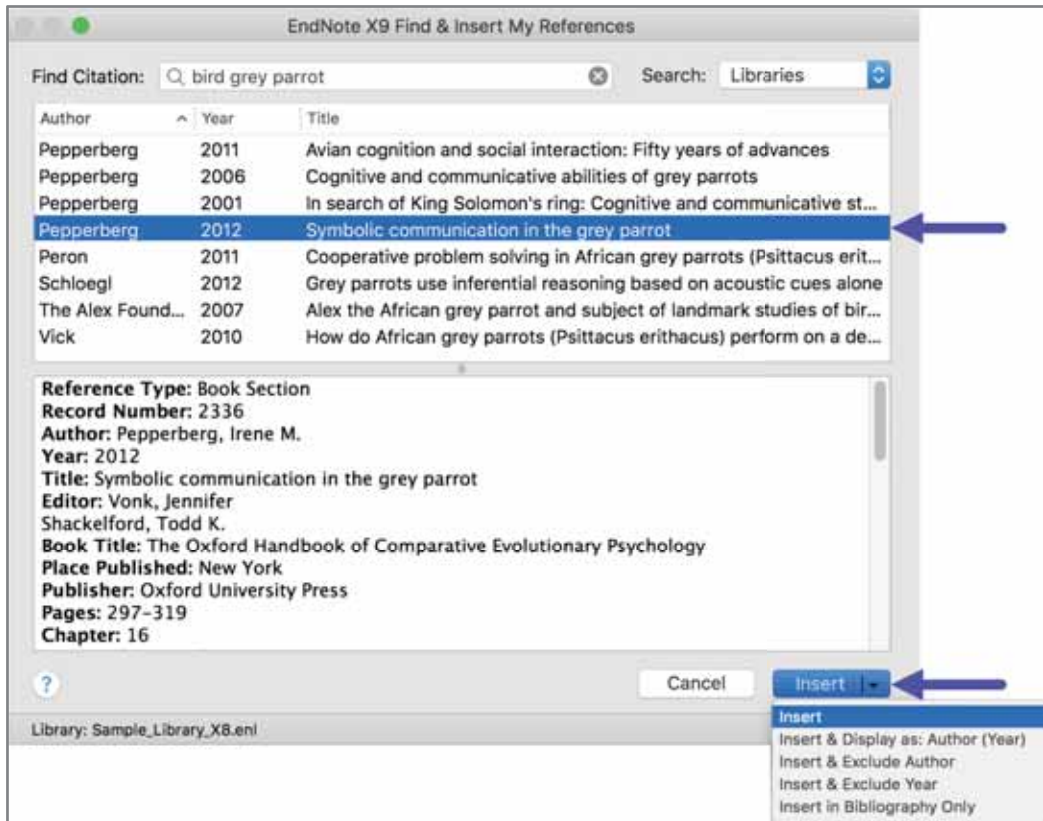 EndNote X9 Find & Insert My References
Find Citation: bird grey parrot Search: Libraries
Author Year Title
Pepperberg 2011 Avian cognition and social interaction: Fifty years of advances
Pepperberg 2006 Cognitive and communicative abilities of grey parrots
Pepperberg 2001 In search of King Solomon's ring: Cognitive and communicative st...
Pepperberg 2012 Symbolic communication in the grey parrot
Peron 2011 Cooperative problem solving in African grey parrots (Psittacus erit...
Schloegl 2012 Grey parrots use inferential reasoning based on acoustic cues alone
The Alex Found... 2007 Alex the African grey parrot and subject of landmark studies of bir...
Vick 2010 How do African grey parrots (Psittacus erithacus) perform on a de...
Reference Type: Book Section
Record Number: 2336
Author: Pepperberg, Irene M.
Year: 2012
Title: Symbolic communication in the grey parrot
Editor: Vonk, Jennifer
Shackelford, Todd K.
Book Title: The Oxford Handbook of Comparative Evolutionary Psychology
Place Published: New York
Publisher: Oxford University Press
Pages: 297-319
Chapter: 16
? Cancel Insert
Library: Sample_Library_X8.enl
Insert
Insert & Display as: Author (Year)
Insert & Exclude Author
Insert & Exclude Year
Insert in Bibliography Only